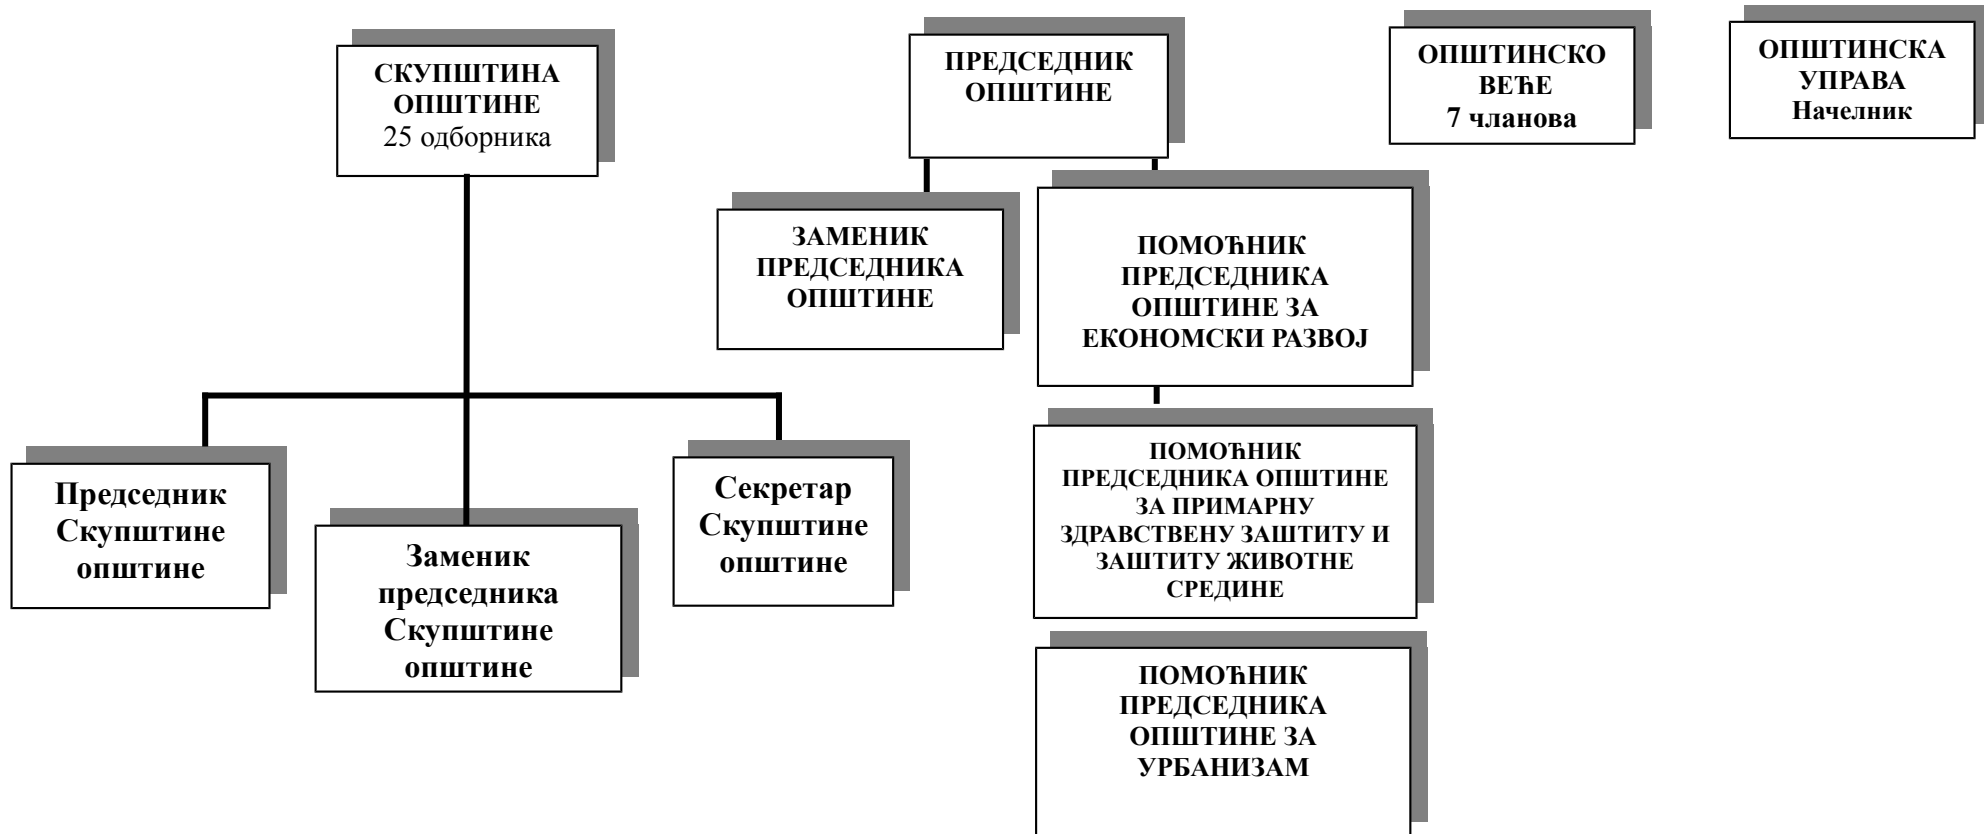 СКУПШТИНА
ОПШТИНЕ
25 одборника
ПРЕДСЕДНИК
ОПШТИНЕ
ОПШТИНСКО
ВЕЋЕ
7 чланова
ОПШТИНСКА
УПРАВА
Начелник
ЗАМЕНИК
ПРЕДСЕДНИКА
ОПШТИНЕ
ПОМОЋНИК
ПРЕДСЕДНИКА
ОПШТИНЕ ЗА
ЕКОНОМСКИ РАЗВОЈ
Председник
Скупштине
општине
Заменик
председника
Скупштине
општине
Секретар
Скупштине
општине
ПОМОЋНИК
ПРЕДСЕДНИКА ОПШТИНЕ
ЗА ПРИМАРНУ
ЗДРАВСТВЕНУ ЗАШТИТУ И
ЗАШТИТУ ЖИВОТНЕ
СРЕДИНЕ
ПОМОЋНИК
ПРЕДСЕДНИКА
ОПШТИНЕ ЗА
УРБАНИЗАМ